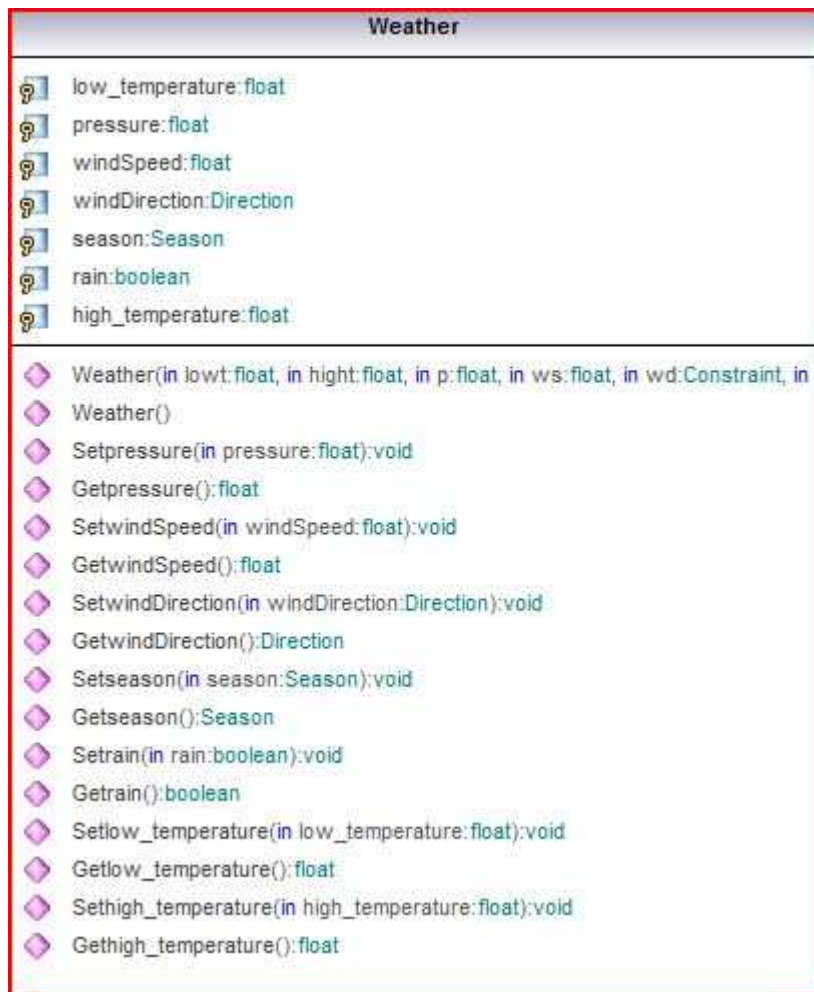 Weather
low_temperature:float
pressure:float
windSpeed:float
windDirection:Direction
season:Season
rain:boolean
high_temperature:float
Weather(in lowt:float, in hight:float, in p:float, in ws:float, in wd:Constraint, in
Weather()
Setpressure(in pressure:float):void
Getpressure():float
SetwindSpeed(in windSpeed:float):void
GetwindSpeed():float
SetwindDirection(in windDirection:Direction):void
GetwindDirection():Direction
Setseason(in season:Season):void
Getseason():Season
Setrain(in rain:boolean):void
Getrain():boolean
Setlow_temperature(in low_temperature:float):void
Getlow_temperature():float
Sethigh_temperature(in high_temperature:float):void
Gethigh_temperature():float